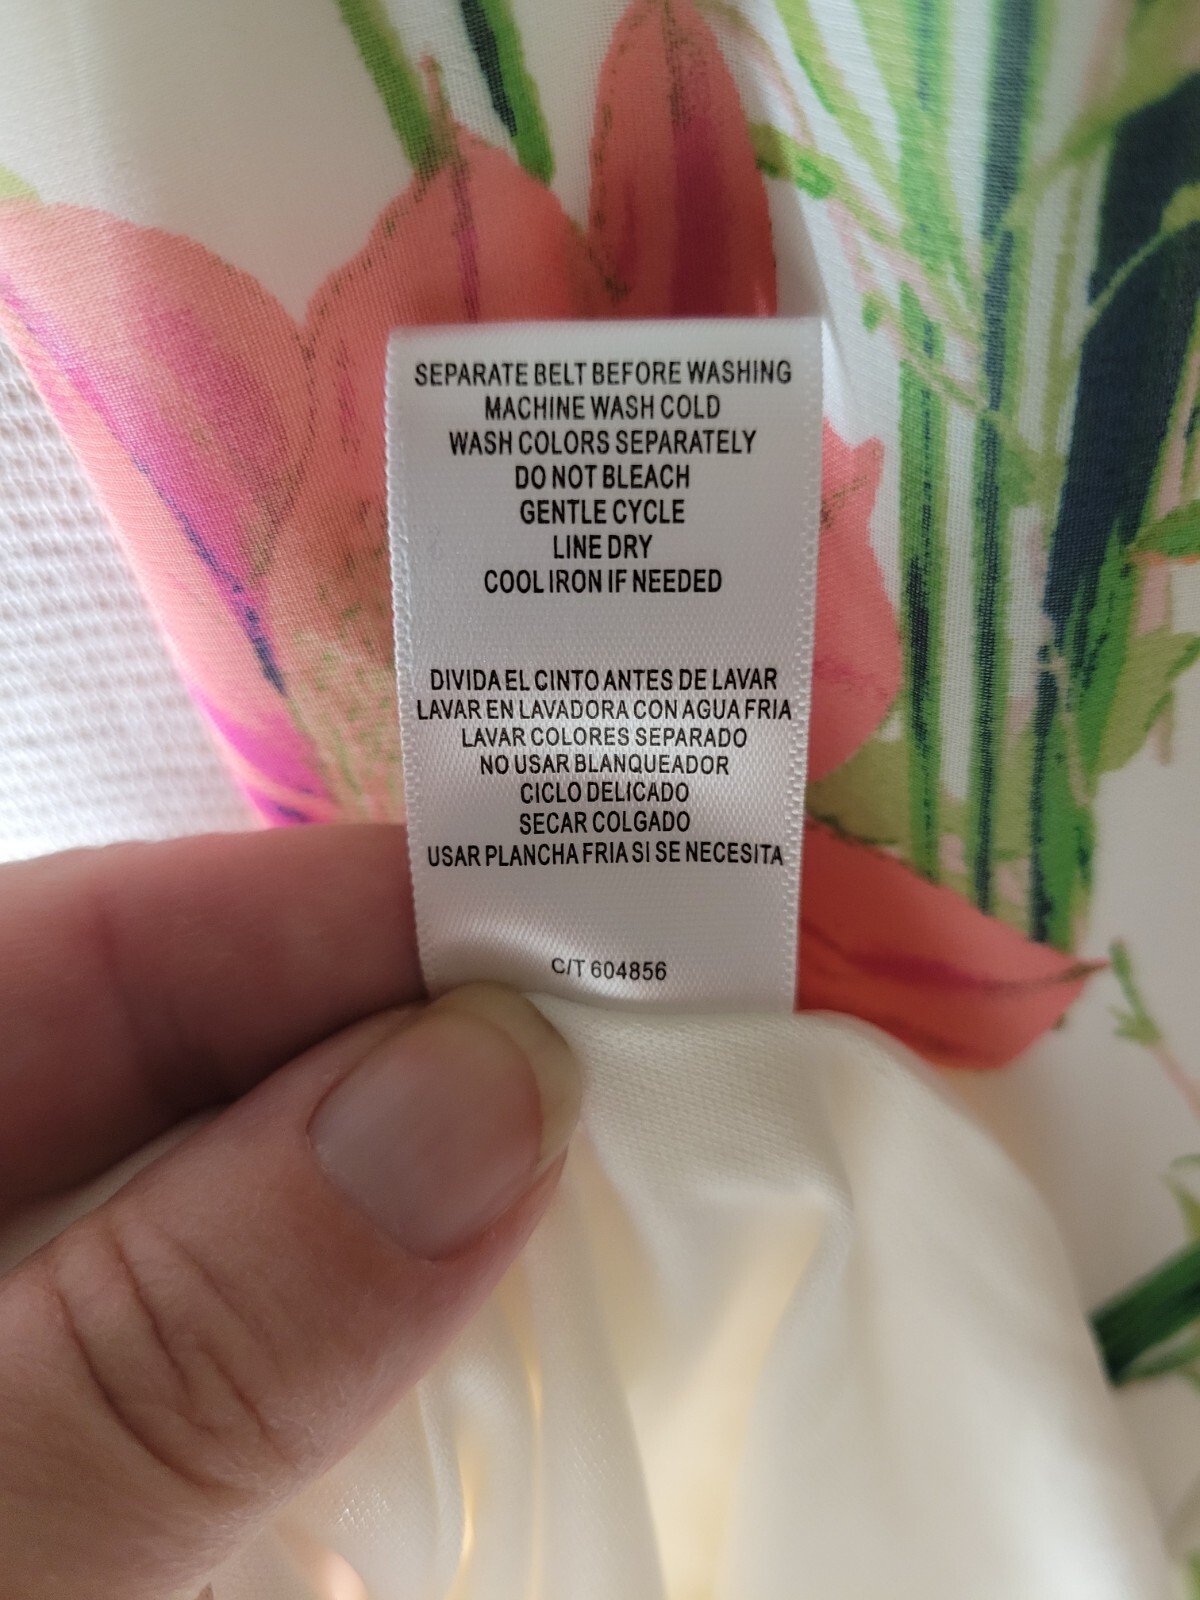 SEPARATE BELT BEFORE WASHING
MACHINE WASH COLD
WASH COLORS SEPARATELY
DO NOT BLEACH
GENTLE CYCLE
LINE DRY
COOL IRON IF NEEDED
DIVIDA EL CINTO ANTES DE LAVAR
LAVAR EN LAVADORA CON AGUA FRIA
LAVAR COLORES SEPARADO
NO USAR BLANQUEADOR
CICLO DELICADO
SECAR COLGADO
USAR PLANCHA FRIA SI SE NECESITA
C/T 604856